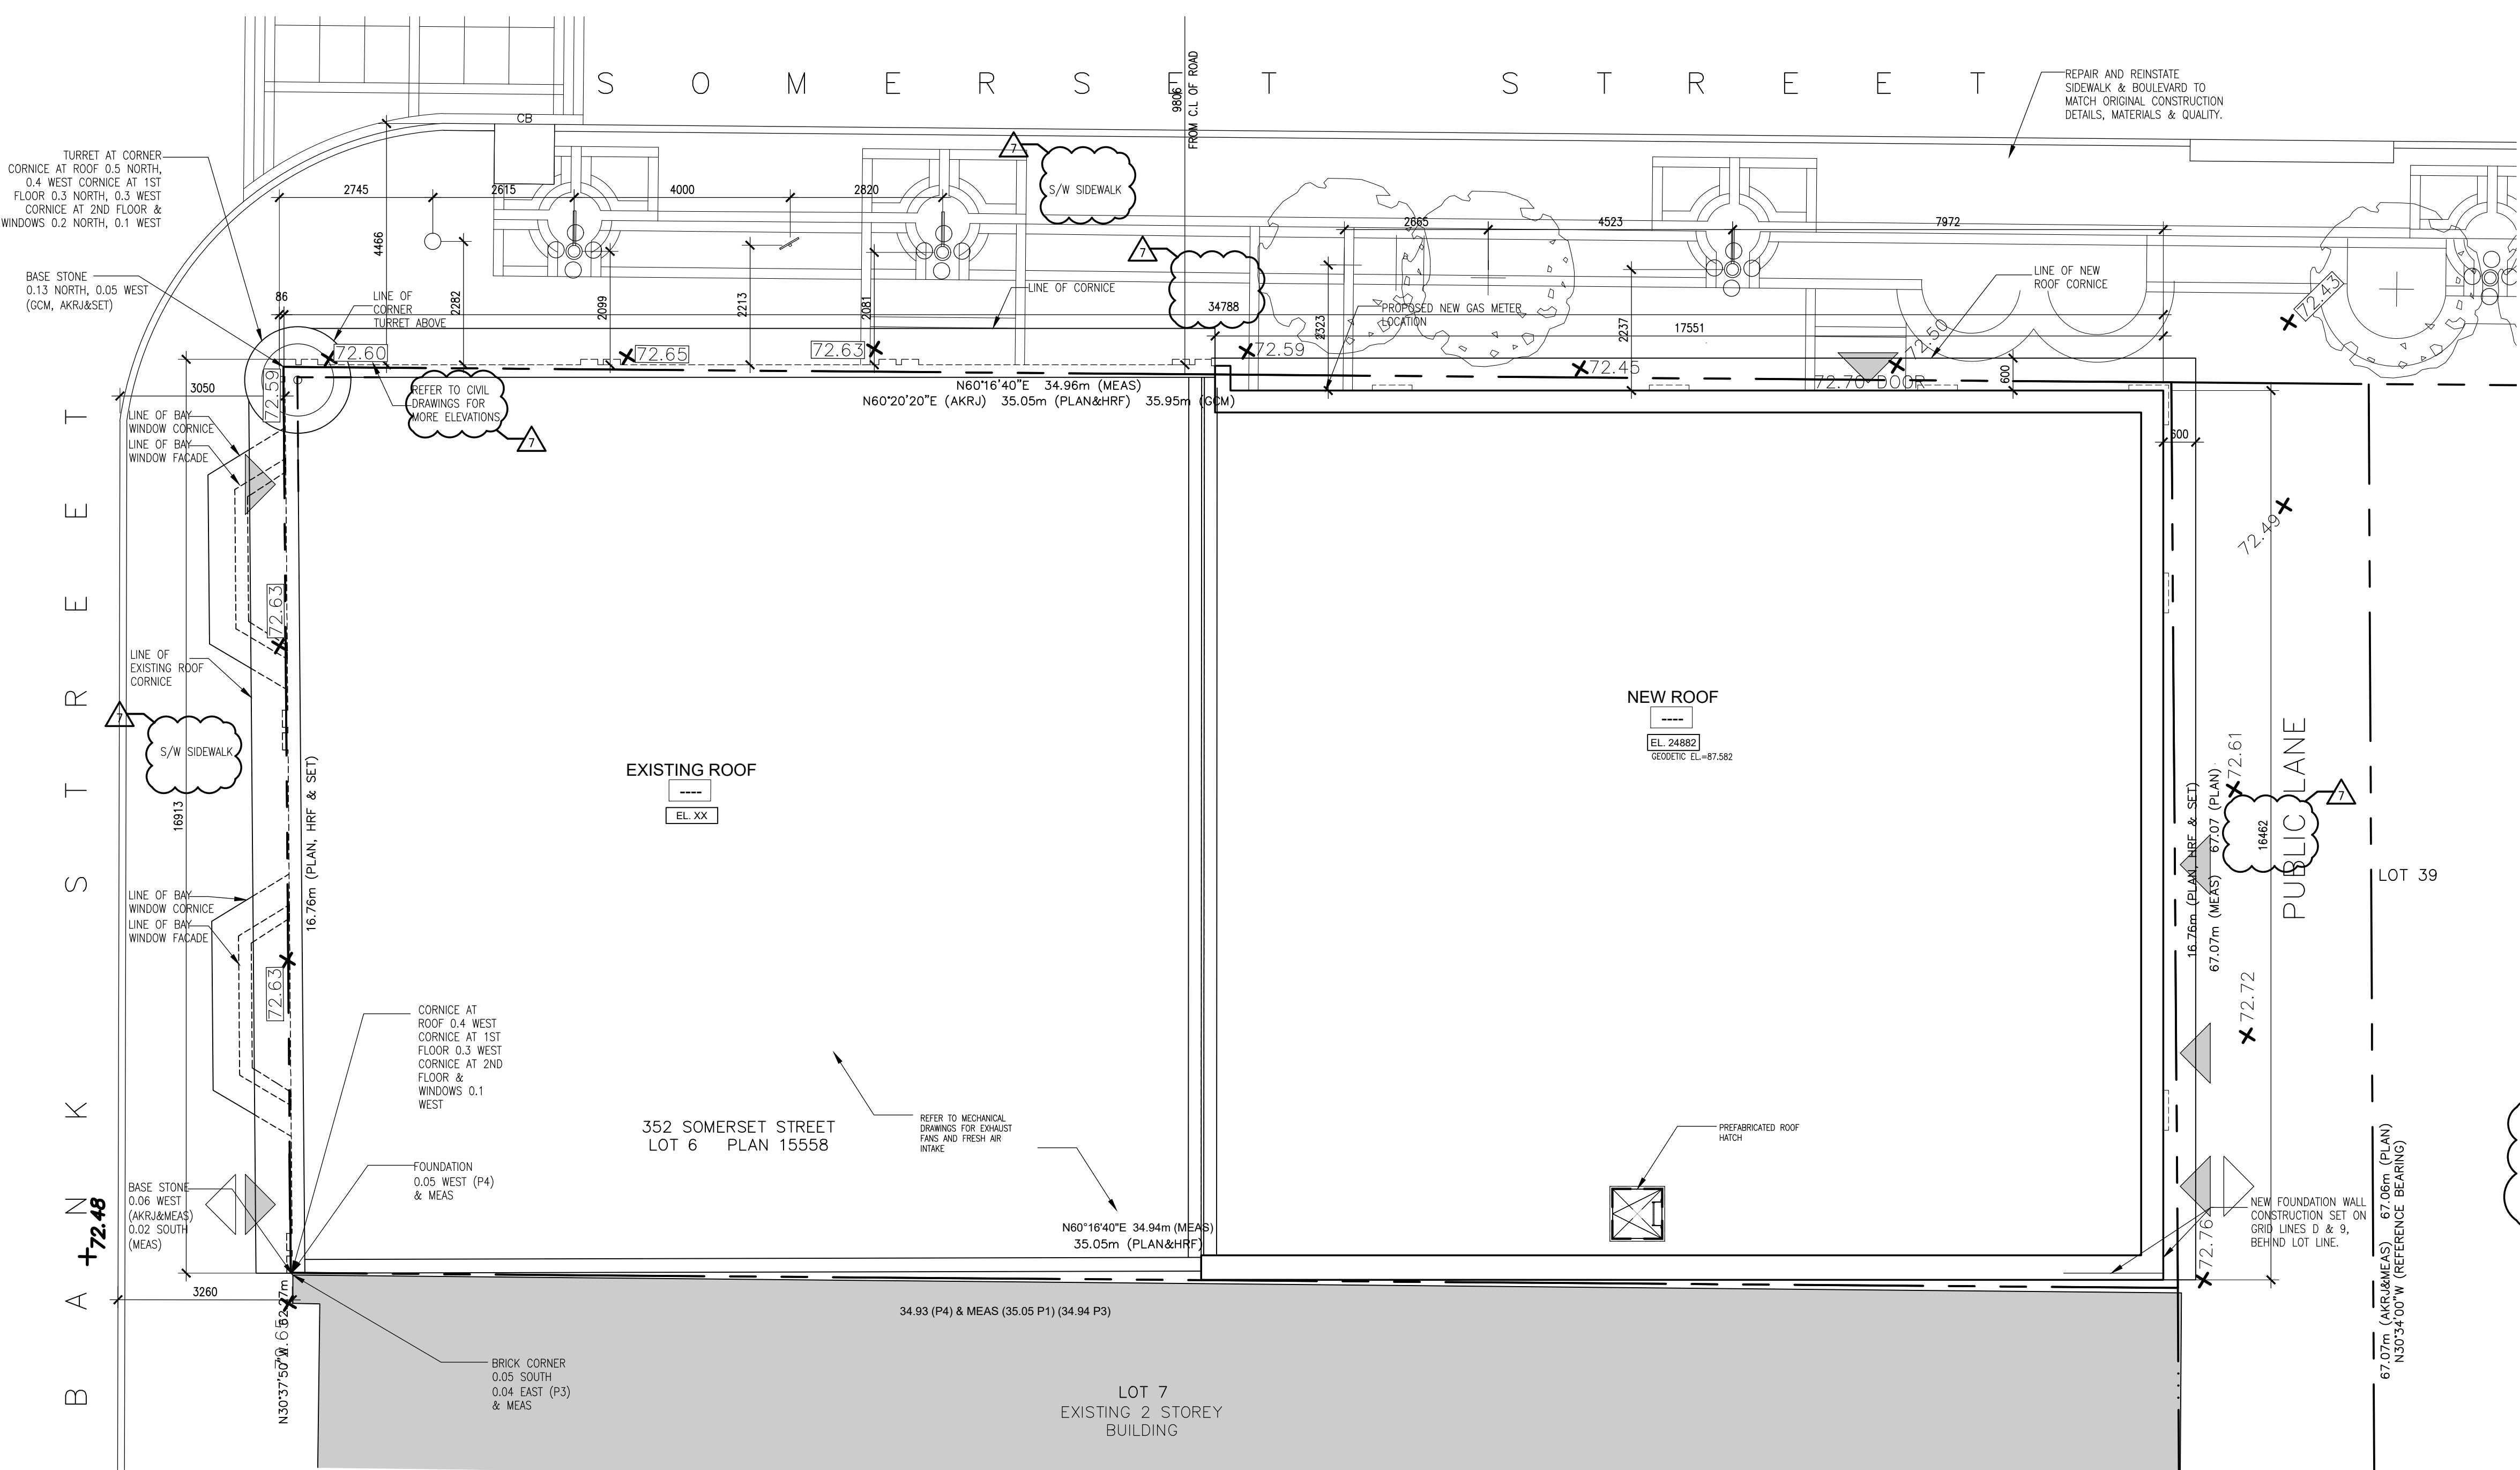 SOMERSET STREET
9806
FROM C.L OF ROAD
REPAIR AND REINSTATE
SIDEWALK & BOULEVARD TO
MATCH ORIGINAL CONSTRUCTION
DETAILS, MATERIALS & QUALITY.
CB
TURRET AT CORNER
CORNICE AT ROOF 0.5 NORTH,
0.4 WEST CORNICE AT 1ST
FLOOR 0.3 NORTH, 0.3 WEST
CORNICE AT 2ND FLOOR &
WINDOWS 0.2 NORTH, 0.1 WEST
7
S/W SIDEWALK
2745
2615
4000
2820
2665
4523
7972
4466
7
BASE STONE
0.13 NORTH, 0.05 WEST
(GCM, AKRJ&SET)
86
LINE OF
CORNER
TURRET ABOVE
2282
2099
2213
2081
LINE OF CORNICE
34788
2323
PROPOSED NEW GAS METER
LOCATION
2237
17551
LINE OF NEW
ROOF CORNICE
72.43
72.50
72.60
72.65
72.63
72.59
72.45
72.70 DOOR
600
600
3050
72.59
REFER TO CIVIL
DRAWINGS FOR
MORE ELEVATIONS
7
N60°16'40"E 34.96m (MEAS)
N60°20'20"E (AKRJ) 35.05m (PLAN&HRF) 35.95m (GCM)
LINE OF BAY
WINDOW CORNICE
LINE OF BAY
WINDOW FACADE
72.63
72.49
LINE OF
EXISTING ROOF
CORNICE
7
S/W SIDEWALK
16913
16.76m (PLAN, HRF & SET)
EXISTING ROOF
----
EL. XX
NEW ROOF
----
EL. 24882
GEODETIC EL.=87.582
16.76m (PLAN, HRF & SET)
67.07m (MEAS) 67.07 (PLAN)
72.61
16462
7
PUBLIC LANE
LOT 39
BANK STREET
LINE OF BAY
WINDOW CORNICE
LINE OF BAY
WINDOW FACADE
72.63
72.72
CORNICE AT
ROOF 0.4 WEST
CORNICE AT 1ST
FLOOR 0.3 WEST
CORNICE AT 2ND
FLOOR &
WINDOWS 0.1
WEST
352 SOMERSET STREET
LOT 6 PLAN 15558
REFER TO MECHANICAL
DRAWINGS FOR EXHAUST
FANS AND FRESH AIR
INTAKE
PREFABRICATED ROOF
HATCH
FOUNDATION
0.05 WEST (P4)
& MEAS
BASE STONE
0.06 WEST
(AKRJ&MEAS)
0.02 SOUTH
(MEAS)
72.48
N60°16'40"E 34.94m (MEAS)
35.05m (PLAN&HRF)
NEW FOUNDATION WALL
CONSTRUCTION SET ON
GRID LINES D & 9,
BEHIND LOT LINE.
72.76
67.07m (AKRJ&MEAS) 67.06m (PLAN)
N30°34'00"W (REFERENCE BEARING)
3260
34.93 (P4) & MEAS (35.05 P1) (34.94 P3)
N30°37'50"W
BRICK CORNER
0.05 SOUTH
0.04 EAST (P3)
& MEAS
LOT 7
EXISTING 2 STOREY
BUILDING